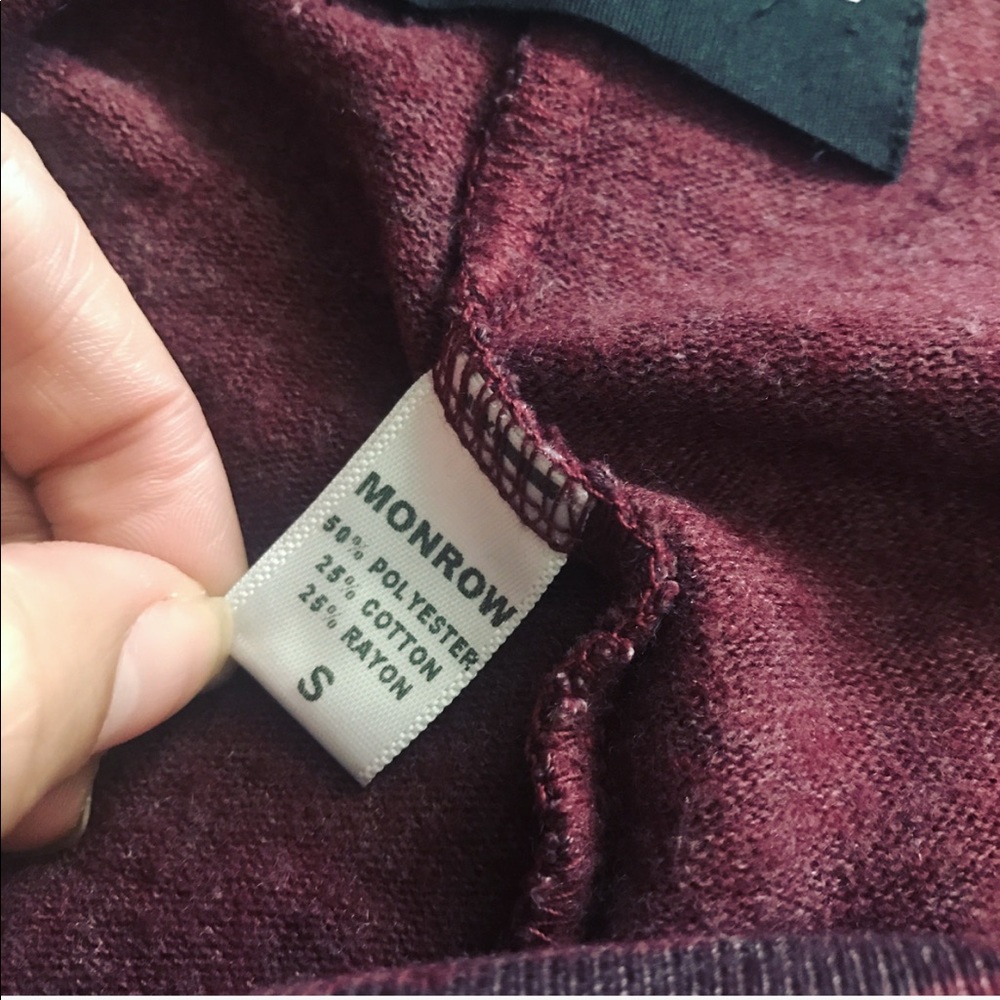 MONROW
50% POLYESTER
25% COTTON
25% RAYON
S